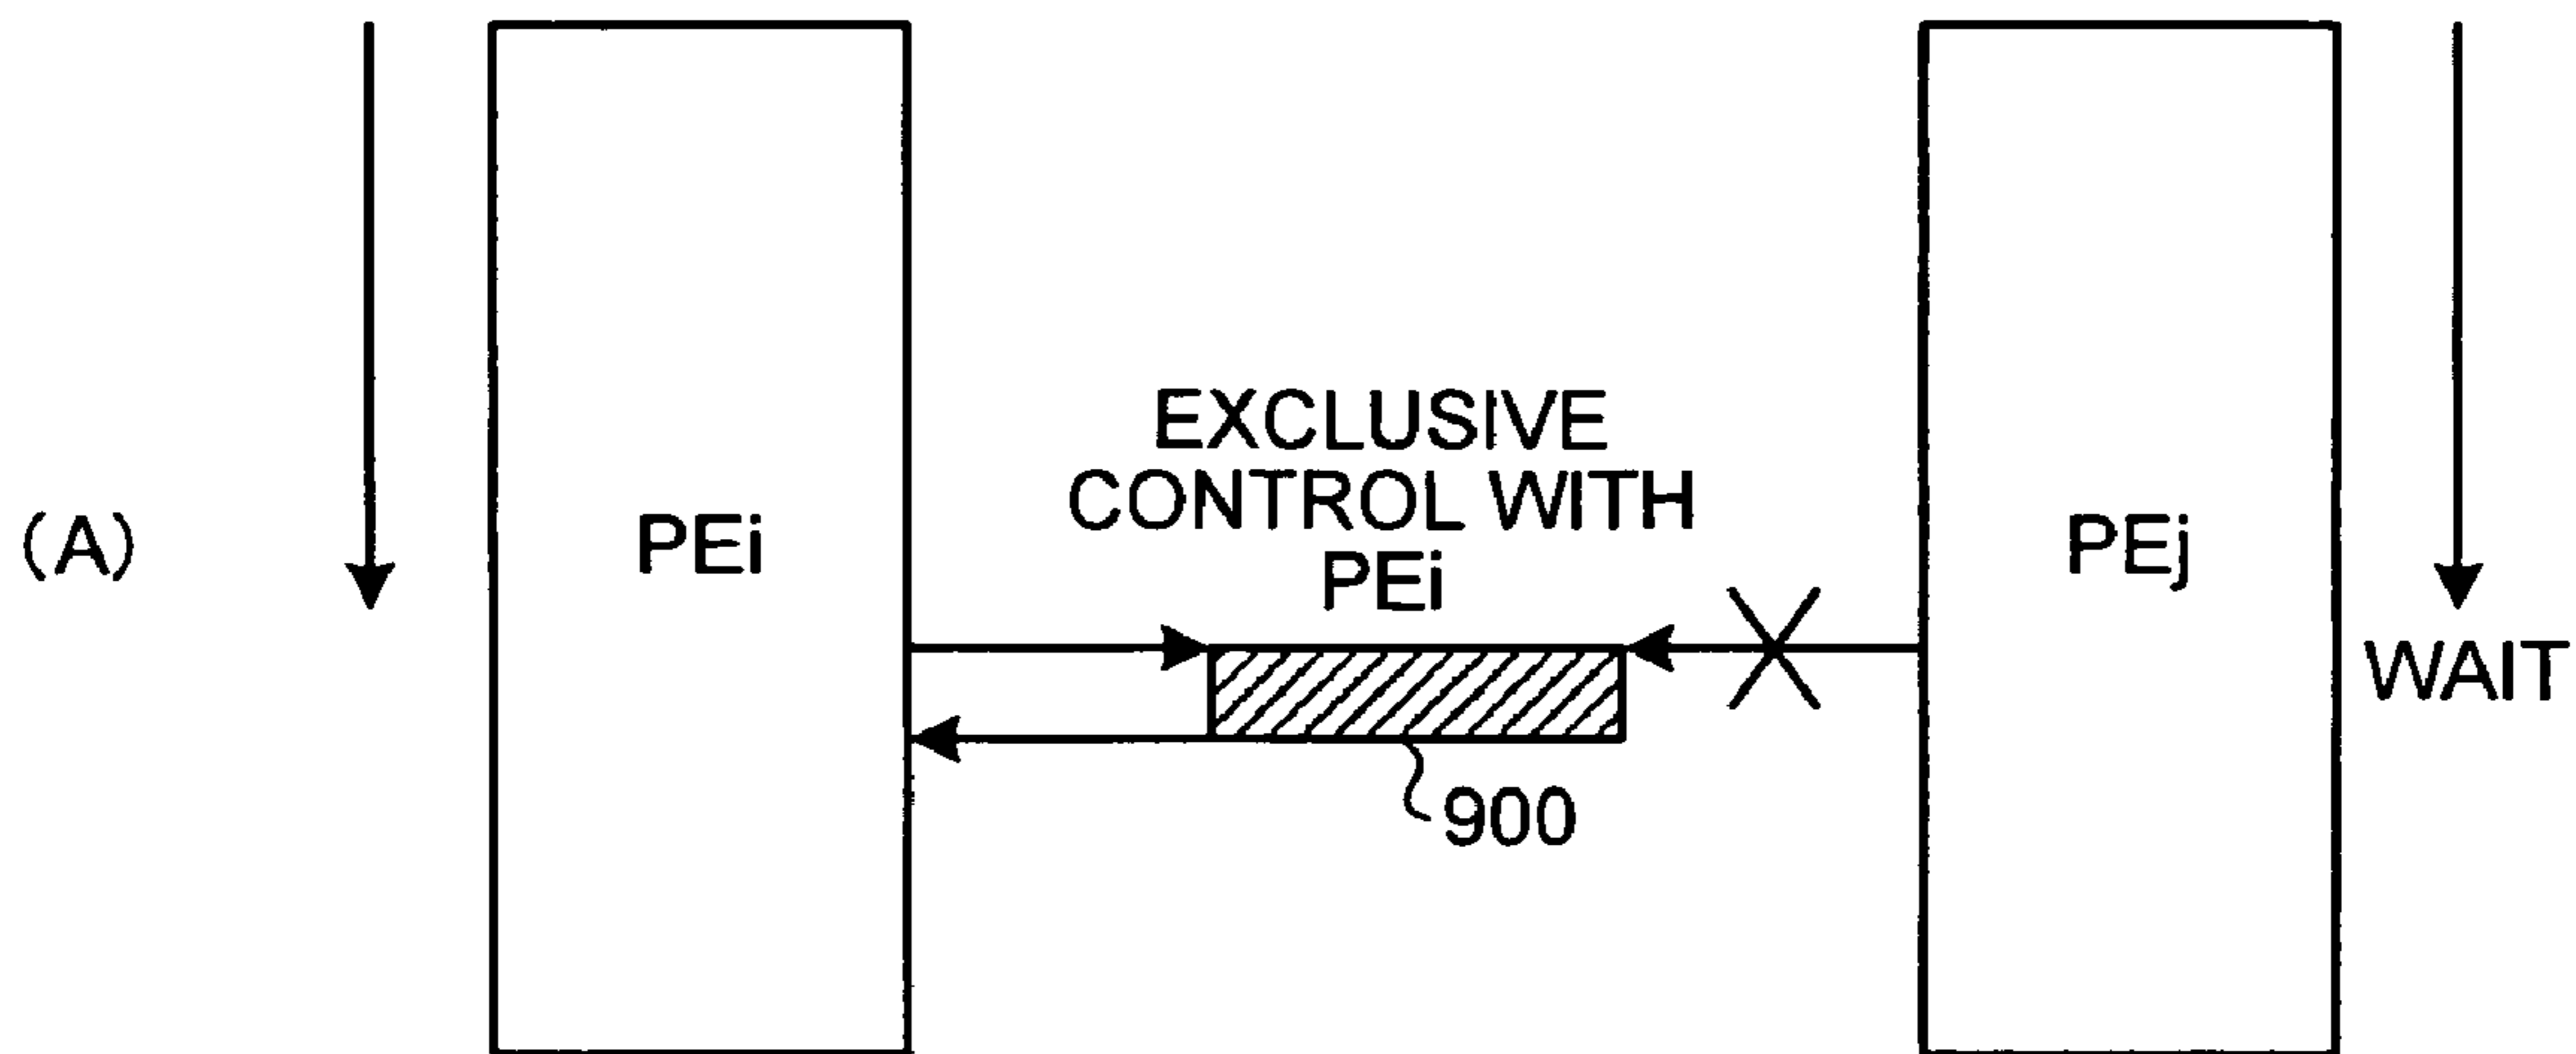 EXCLUSIVE
CONTROL WITH
PEi
(A)
PEi
PEj
WAIT
900